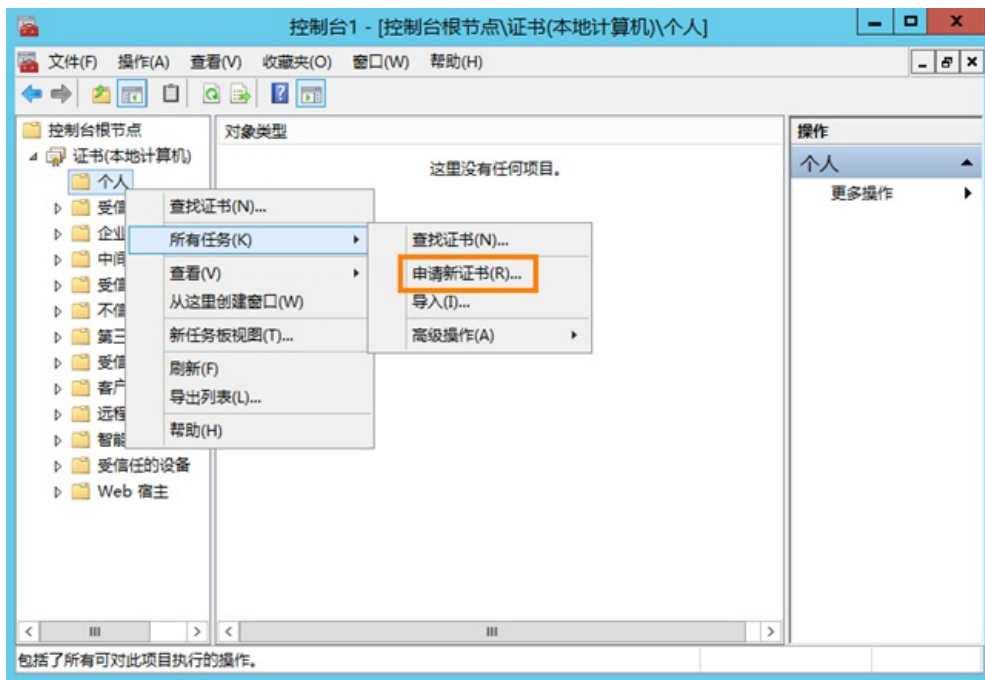 控制台1 - [控制台根节点\证书(本地计算机)\个人]
文件(F) 操作(A) 查看(V) 收藏夹(O) 窗口(W) 帮助(H)
控制台根节点
证书(本地计算机)
个人
受信
企业
中间
受信
不信
第三
受信
客户
远程
智能
受信任的设备
Web 宿主
对象类型
这里没有任何项目。
查找证书(N)...
所有任务(K)
查看(V)
从这里创建窗口(W)
新任务板视图(T)...
刷新(F)
导出列表(L)...
帮助(H)
查找证书(N)...
申请新证书(R)...
导入(I)...
高级操作(A)
操作
个人
更多操作
包括了所有可对此项目执行的操作。